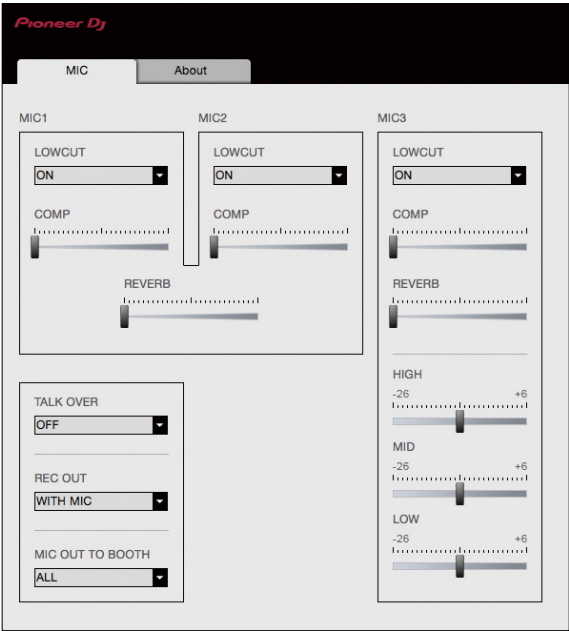 Pioneer Dj
MIC
About
MIC1
LOWCUT
ON
COMP
MIC2
LOWCUT
ON
COMP
REVERB
MIC3
LOWCUT
ON
COMP
REVERB
HIGH
-26 +6
MID
-26 +6
LOW
-26 +6
TALK OVER
OFF
REC OUT
WITH MIC
MIC OUT TO BOOTH
ALL